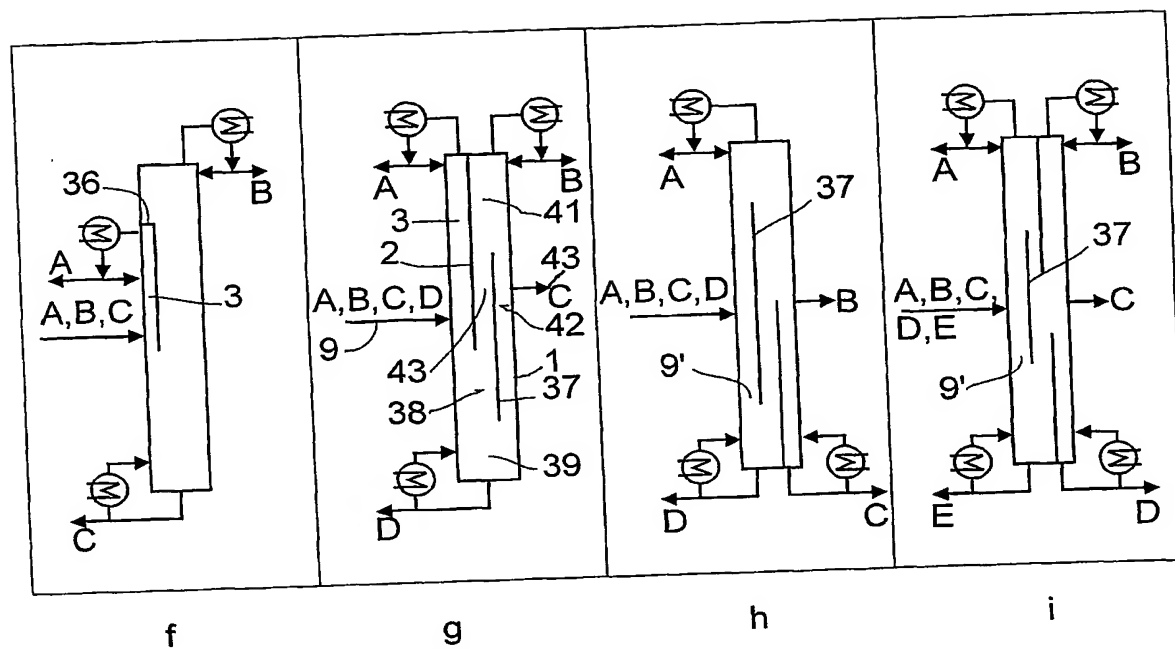 36
A
B
3
A, B, C
C
f
A
B
3
41
2
43
C
A, B, C, D
9
42
1
43
37
38
39
D
g
A
37
A, B, C, D
B
9'
D
C
h
A
B
37
A, B, C,
D, E
C
9'
E
D
i